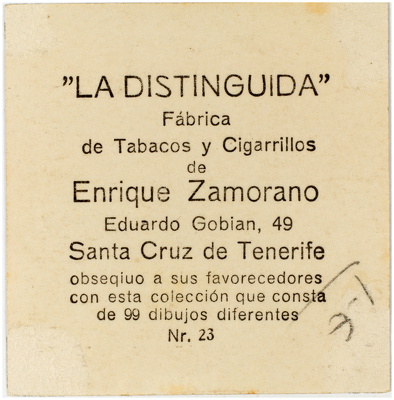 "LA DISTINGUIDA"
Fábrica
de Tabacos y Cigarrillos
de
Enrique Zamorano
Eduardo Gobian, 49
Santa Cruz de Tenerife
obseqiuo a sus favorecedores
con esta colección que consta
de 99 dibujos diferentes
Nr. 23